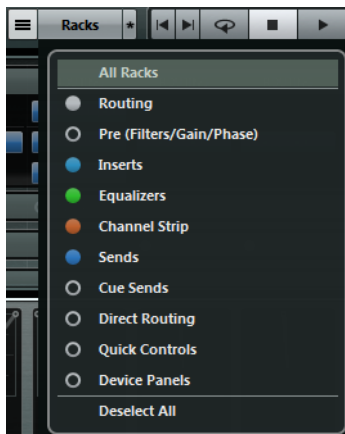 Racks *
All Racks
Routing
Pre (Filters/Gain/Phase)
Inserts
Equalizers
Channel Strip
Sends
Cue Sends
Direct Routing
Quick Controls
Device Panels
Deselect All